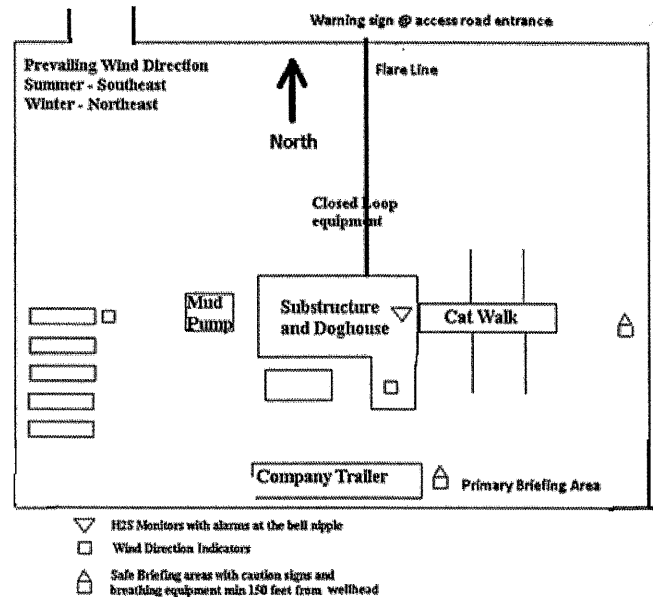 Warning sign @ access road entrance
Prevailing Wind Direction
Summer - Southeast
Winter - Northeast
Flare Line
North
Closed Loop
equipment
Mud
Pump
Substructure
and Doghouse
Cat Walk
Company Trailer
Primary Briefing Area
H2S Monitors with alarms at the bell nipple
Wind Direction Indicators
Safe Briefing areas with caution signs and
breathing equipment min 150 feet from wellhead